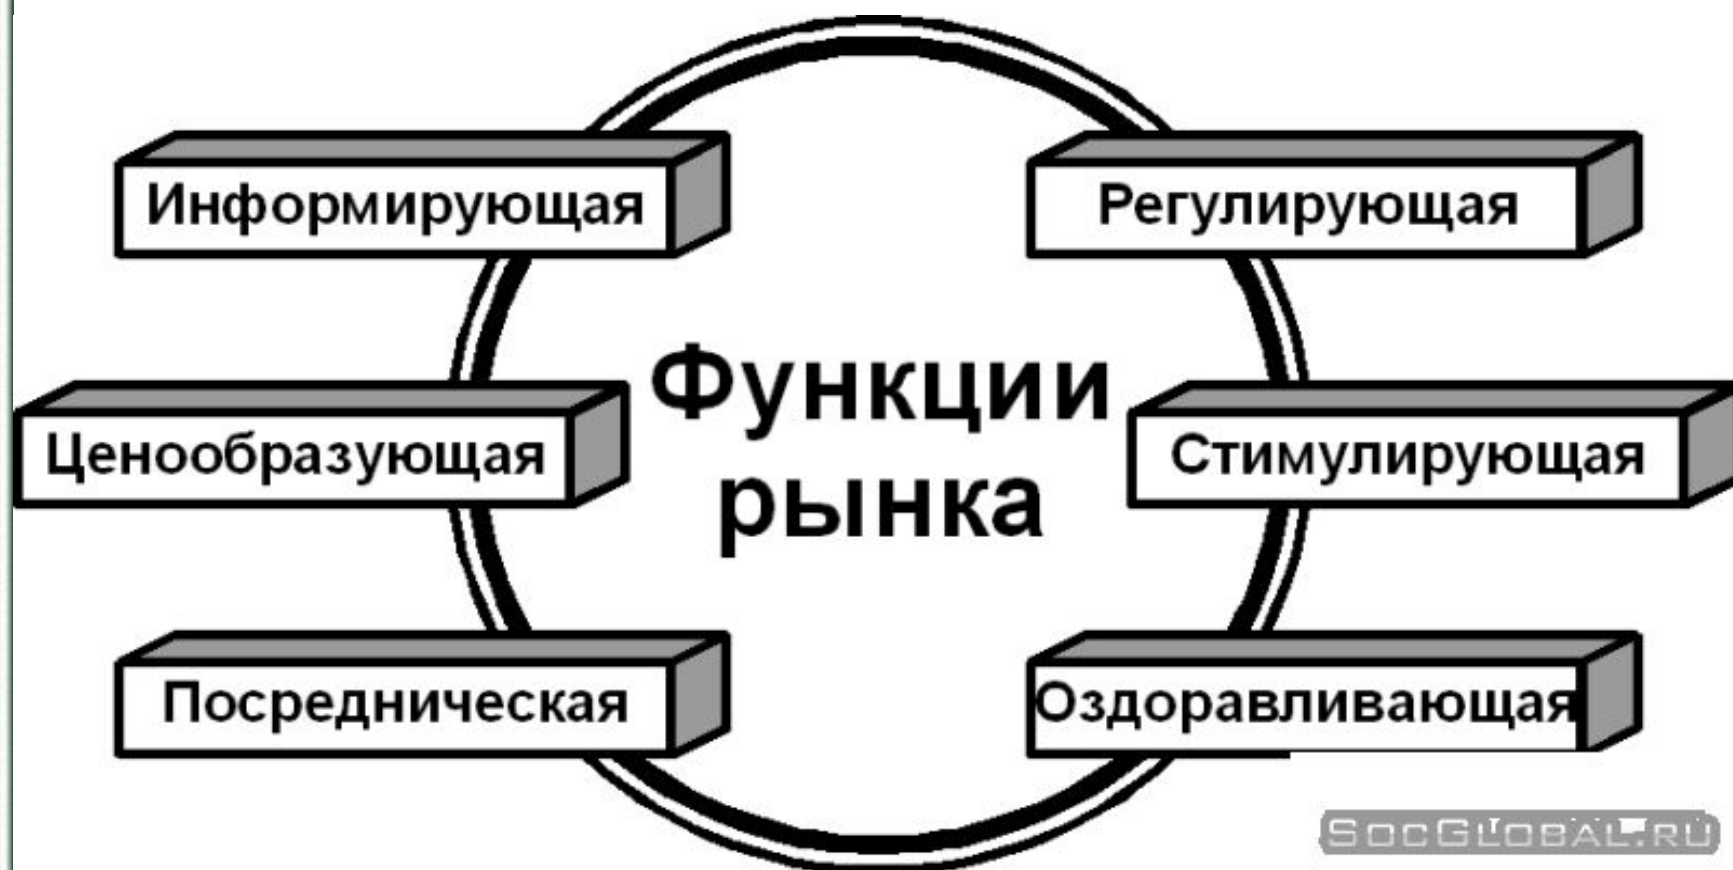 Информирующая
Регулирующая
Функции
Ценообразующая
Стимулирующая
рынка
Посредническая
Оздоравливающая
SOCGLOBAL.RU